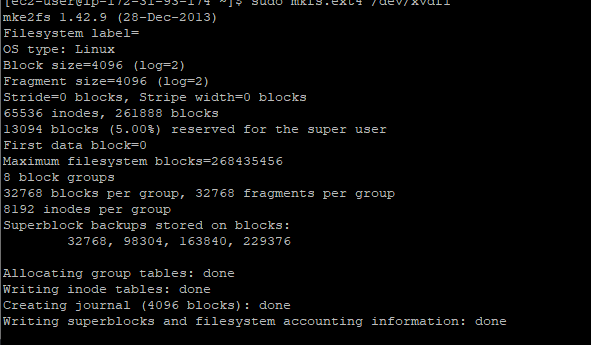 [ec2-user@ip-172-31-93-174 ~]$ sudo mkfs.ext4 /dev/xvdf1
mke2fs 1.42.9 (28-Dec-2013)
Filesystem label=
OS type: Linux
Block size=4096 (log=2)
Fragment size=4096 (log=2)
Stride=0 blocks, Stripe width=0 blocks
65536 inodes, 261888 blocks
13094 blocks (5.00%) reserved for the super user
First data block=0
Maximum filesystem blocks=268435456
8 block groups
32768 blocks per group, 32768 fragments per group
8192 inodes per group
Superblock backups stored on blocks:
32768, 98304, 163840, 229376
Allocating group tables: done
Writing inode tables: done
Creating journal (4096 blocks): done
Writing superblocks and filesystem accounting information: done